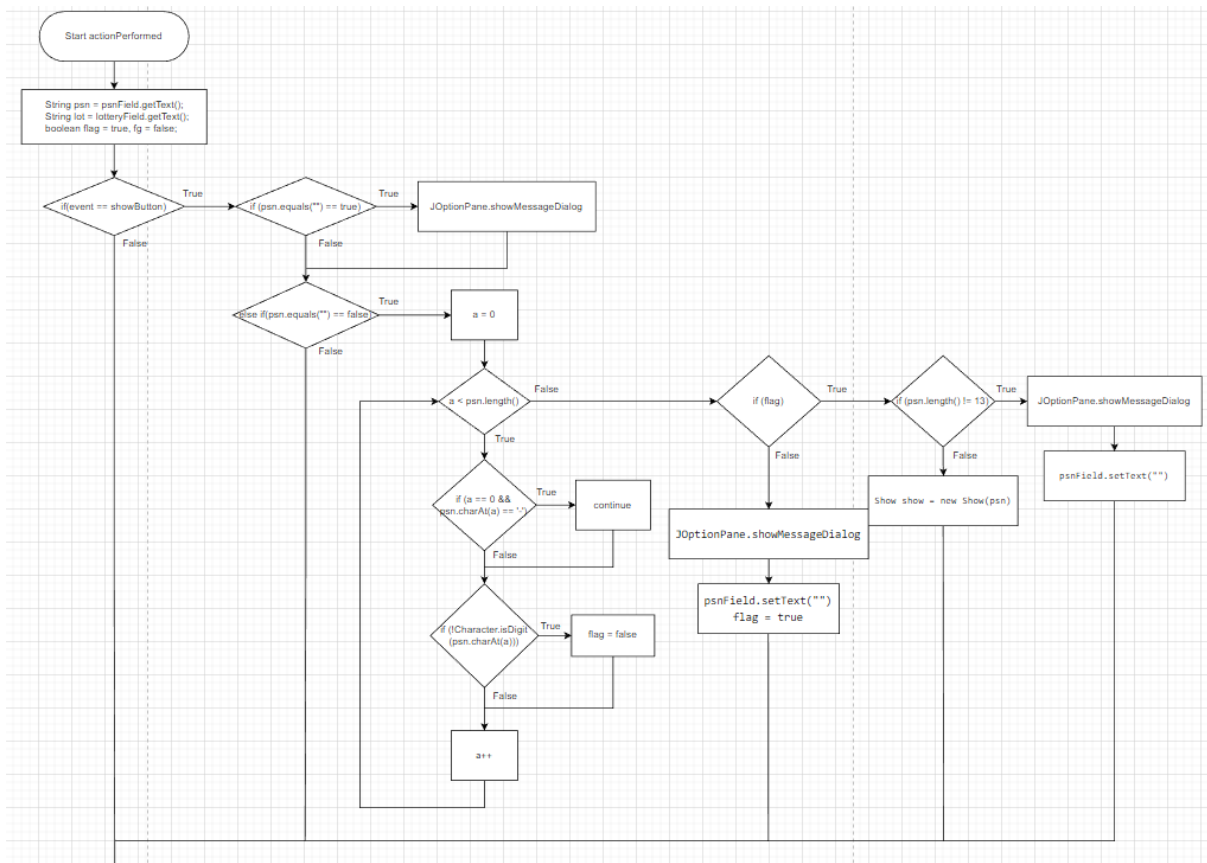 Start actionPerformed
String psn = psnField.getText();
String lot = lotteryField.getText();
boolean flag = true, fg = false;
if(event == showButton)
True
False
if (psn.equals("") == true)
True
False
JOptionPane.showMessageDialog
else if(psn.equals("") == false)
True
False
a = 0
a < psn.length()
False
True
if (flag)
True
False
if (psn.length() != 13)
True
False
JOptionPane.showMessageDialog
psnField.setText("")
Show show = new Show(psn)
JOptionPane.showMessageDialog
psnField.setText("")
flag = true
if (a == 0 &&
psn.charAt(a) == '-')
True
False
continue
if (!Character.isDigit
(psn.charAt(a)))
True
False
flag = false
a++